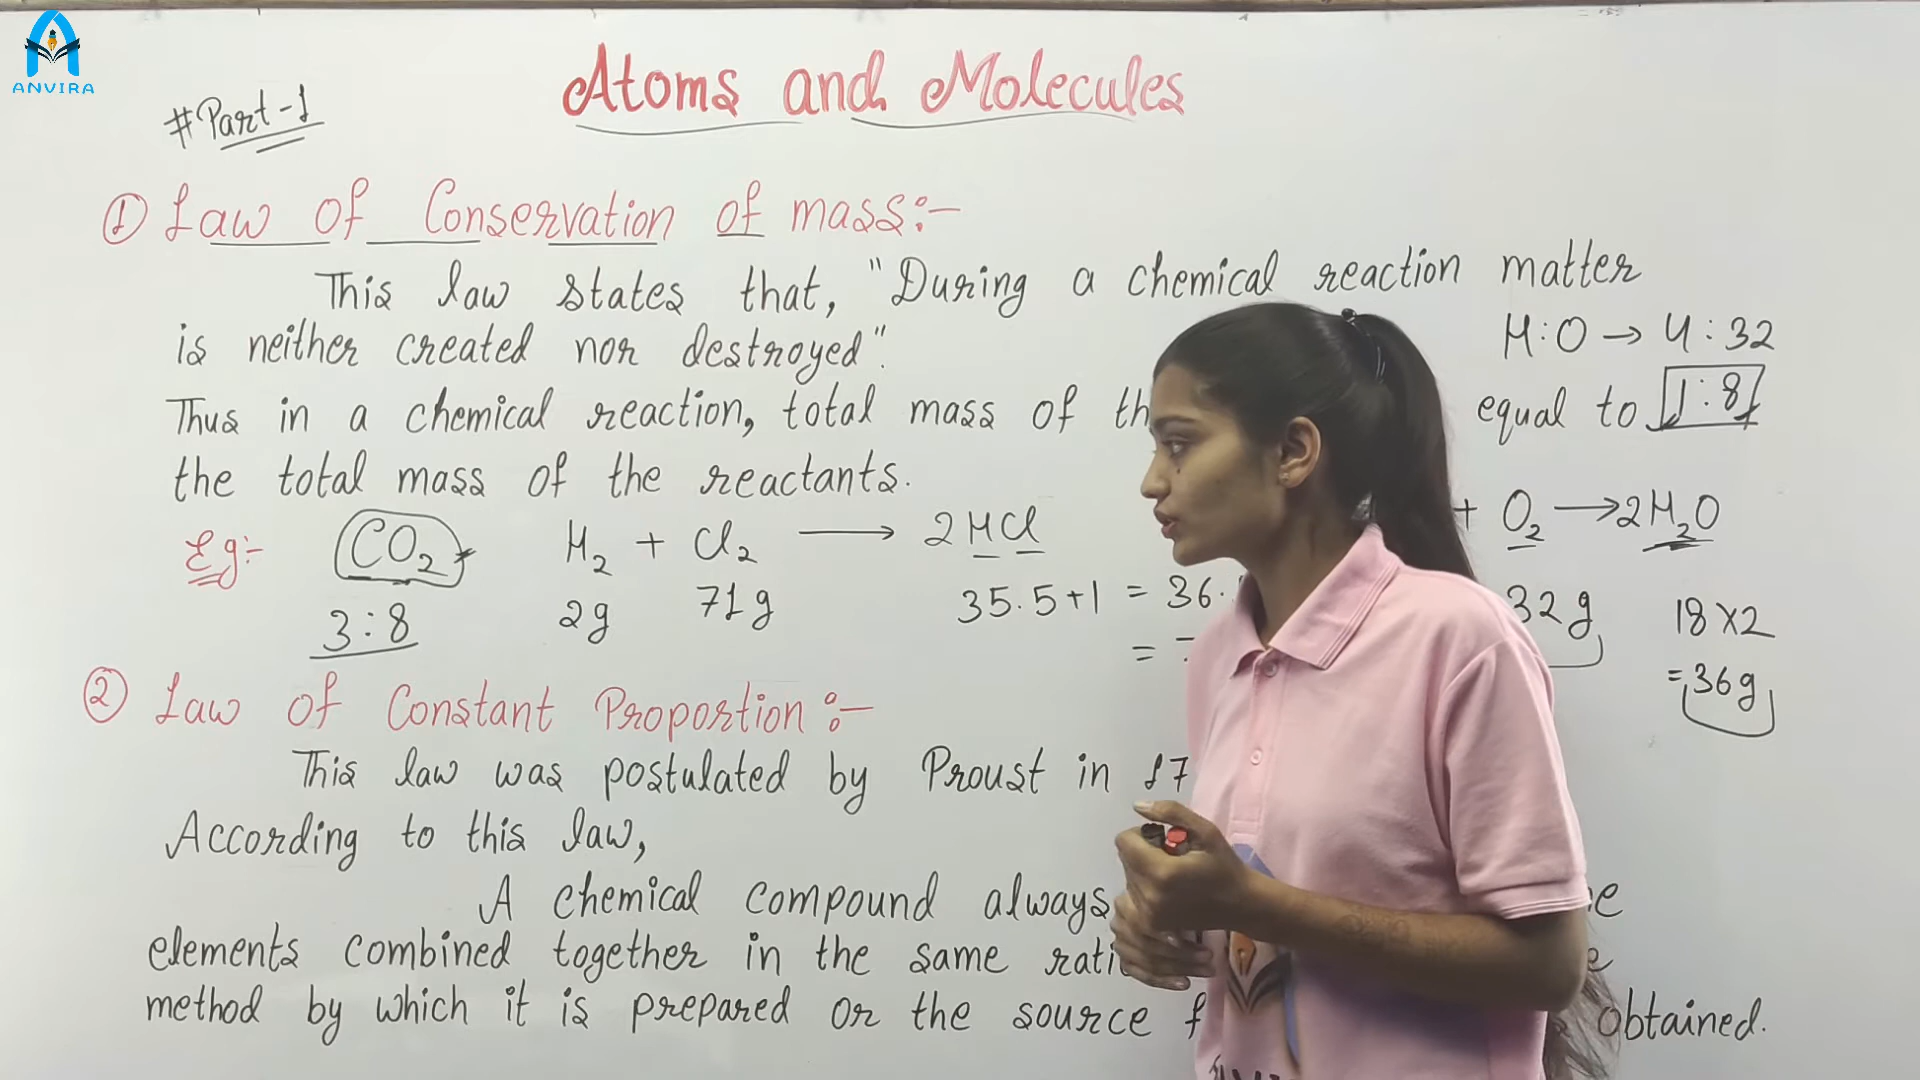 ANVIRA
#Part-1
Atoms and Molecules
① Law of Conservation of mass:-
This law states that, "During a chemical reaction matter
is neither created nor destroyed".
H:O → 4:32
Thus in a chemical reaction, total mass of th equal to 1:8
the total mass of the reactants.
Eg:- CO₂ H₂ + Cl₂ ⟶ 2HCl + O₂ ⟶ 2H₂O
3:8 2g 71g 35.5+1 = 36. 32g 18×2
= =36g
② Law of Constant Proportion:-
This law was postulated by Proust in 17
According to this law,
A chemical compound always
elements combined together in the same rati
method by which it is prepared or the source f obtained.